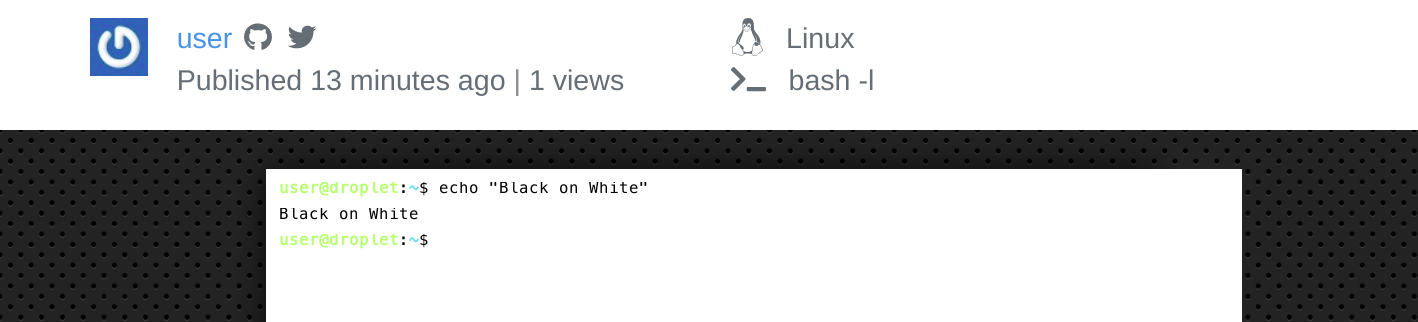 user
Published 13 minutes ago | 1 views
Linux
bash -l
user@droplet:~$ echo "Black on White"
Black on White
user@droplet:~$